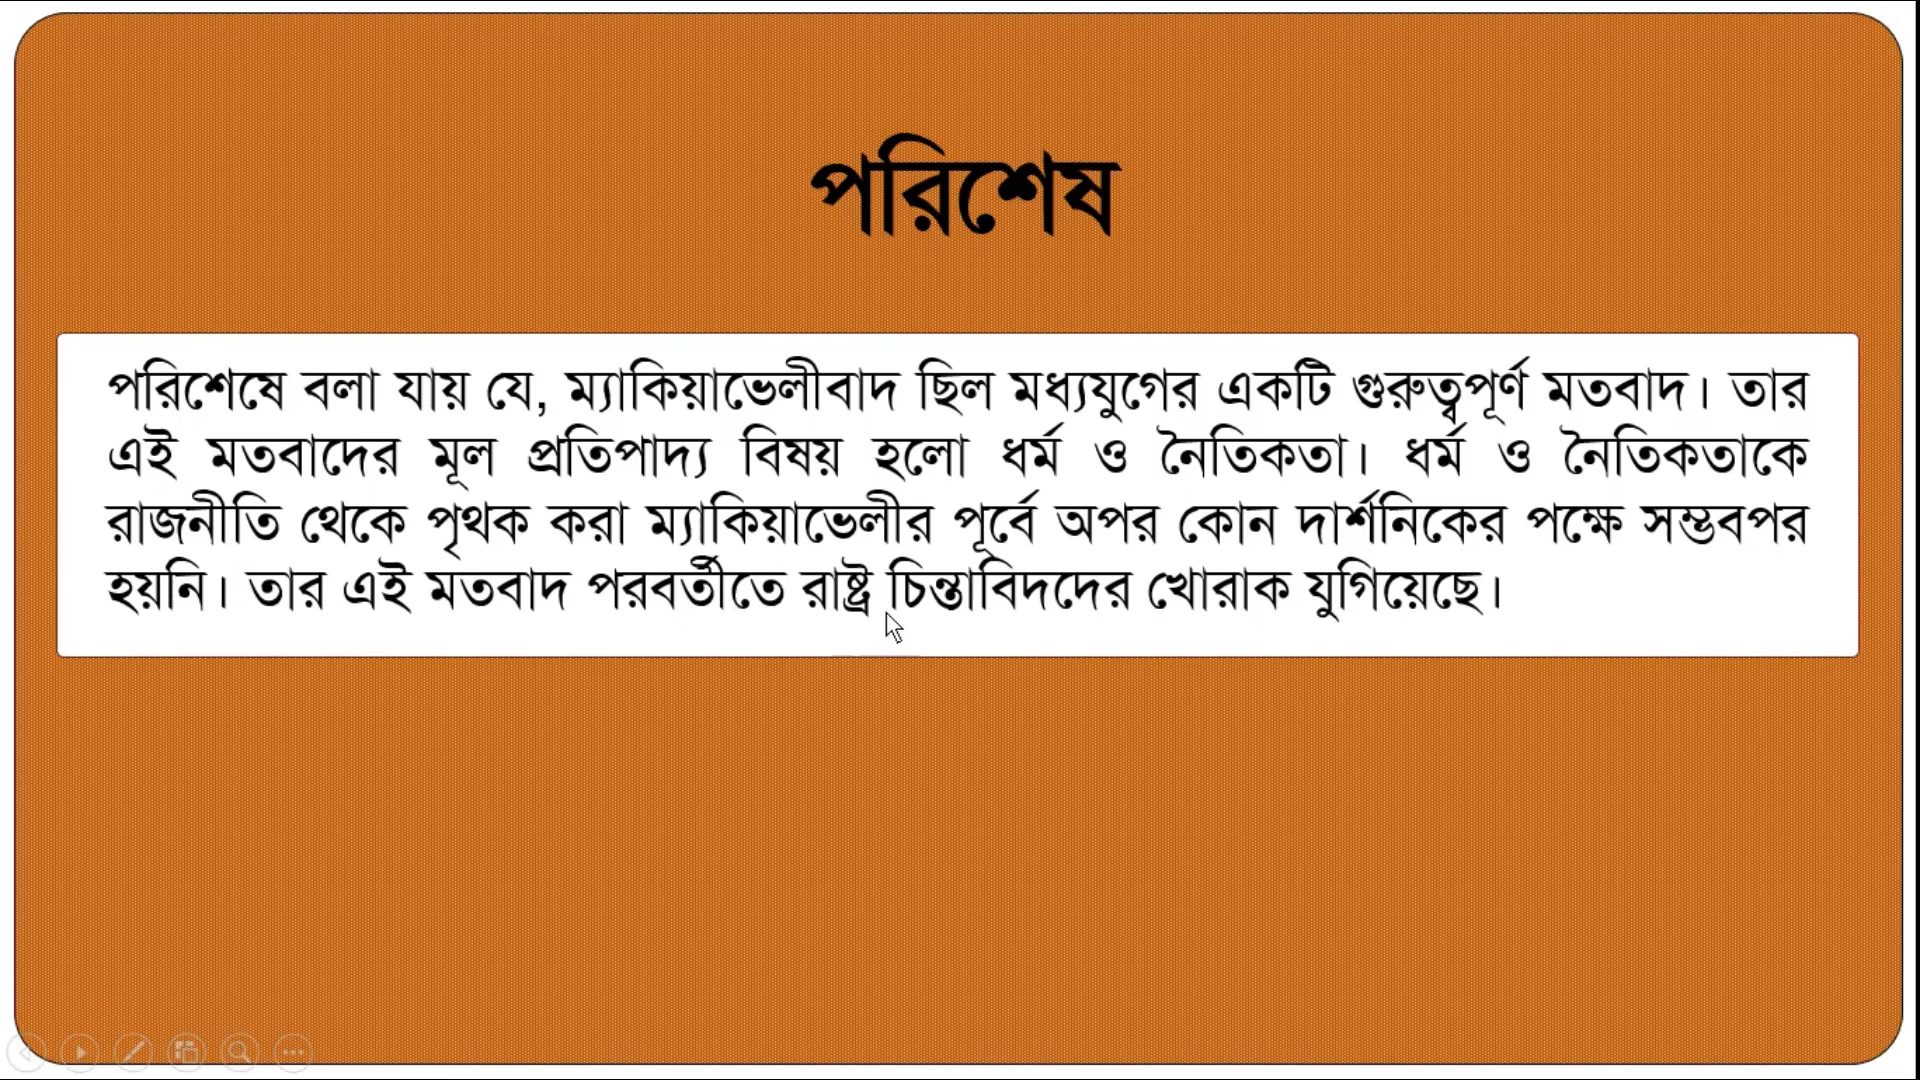 পরিশেষ
পরিশেষে বলা যায় যে, ম্যাকিয়াভেলীবাদ ছিল মধ্যযুগের একটি গুরুত্বপূর্ণ মতবাদ। তার
এই মতবাদের মূল প্রতিপাদ্য বিষয় হলো ধর্ম ও নৈতিকতা। ধর্ম ও নৈতিকতাকে
রাজনীতি থেকে পৃথক করা ম্যাকিয়াভেলীর পূর্বে অপর কোন দার্শনিকের পক্ষে সম্ভবপর
হয়নি। তার এই মতবাদ পরবর্তীতে রাষ্ট্র চিন্তাবিদদের খোরাক যুগিয়েছে।